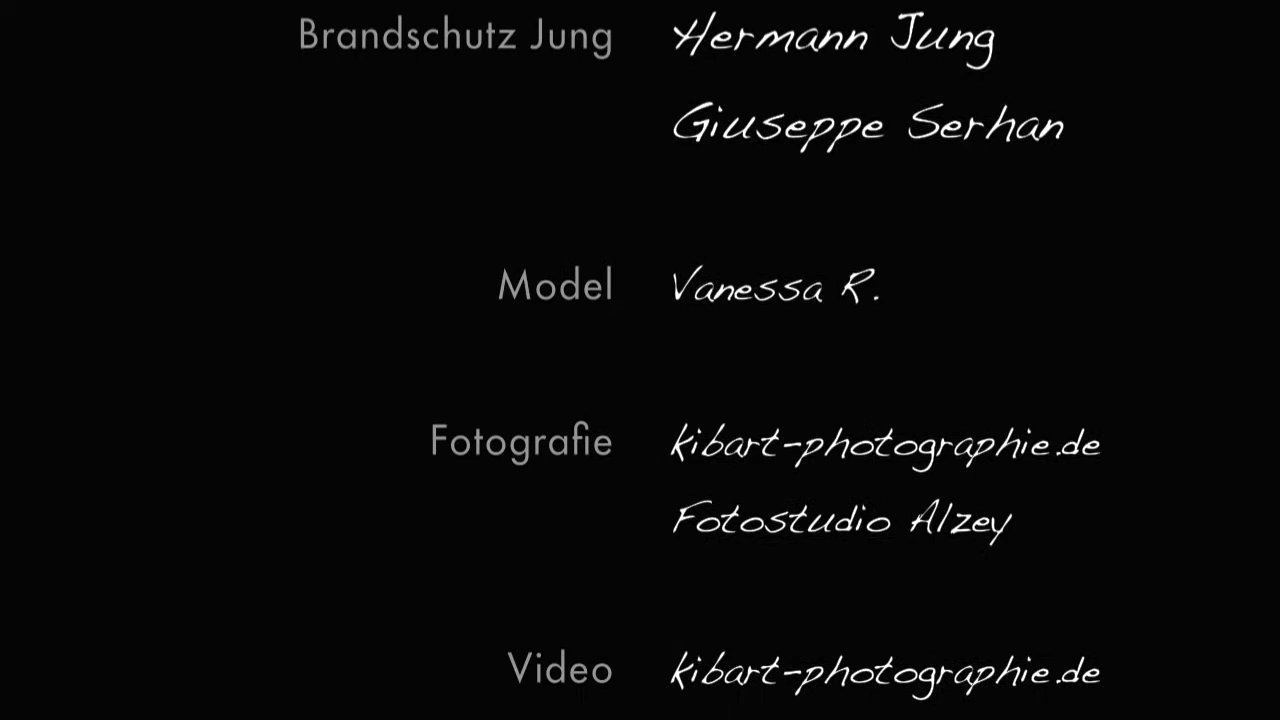 Brandschutz Jung Hermann Jung
Giuseppe Serhan
Model Vanessa R.
Fotografie kibart-photographie.de
Fotostudio Alzey
Video kibart-photographie.de